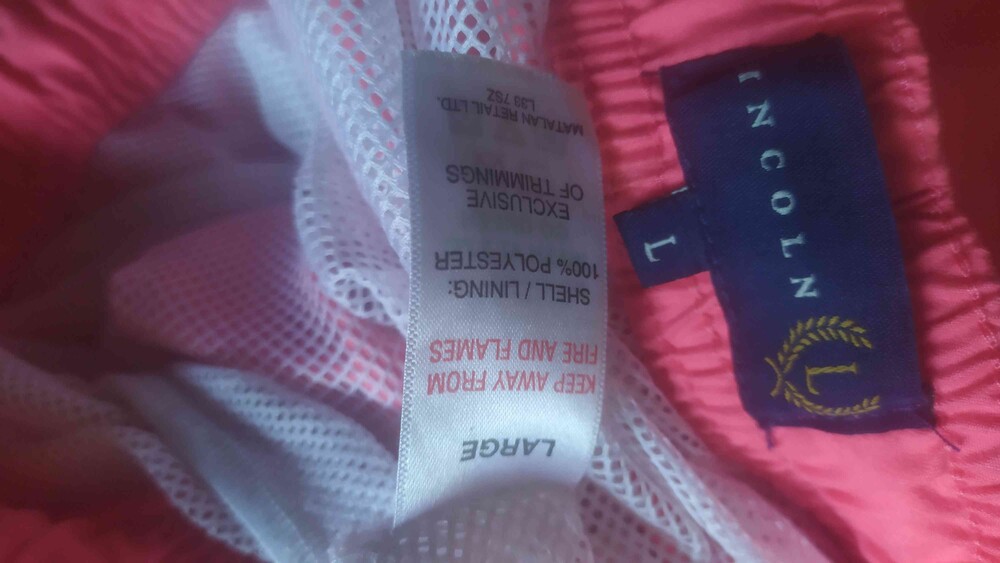 LARGE
KEEP AWAY FROM
FIRE AND FLAMES
SHELL / LINING:
100% POLYESTER
EXCLUSIVE
OF TRIMMINGS
MATALAN RETAIL LTD.
L33 7SZ
L
INCOLN
L